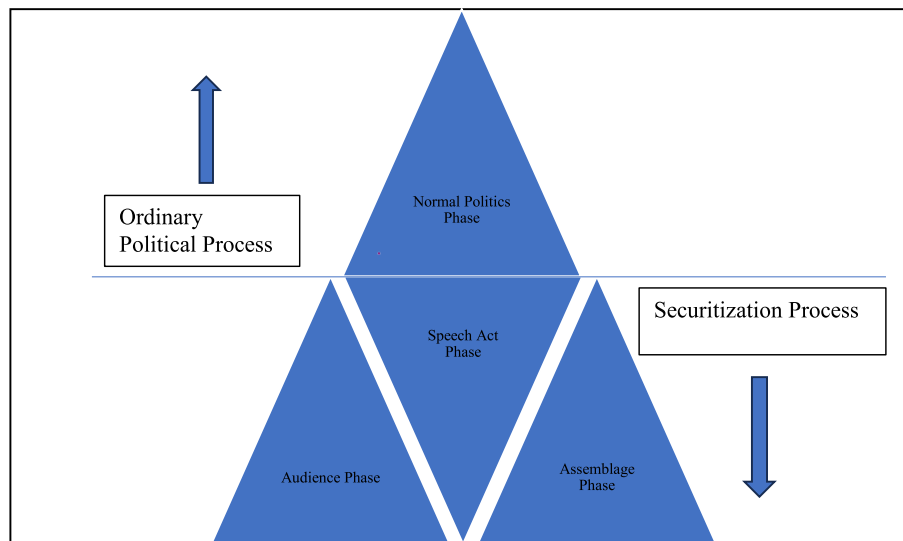 Normal Politics
Phase
Ordinary
Political Process
Securitization Process
Speech Act
Phase
Audience Phase
Assemblage
Phase